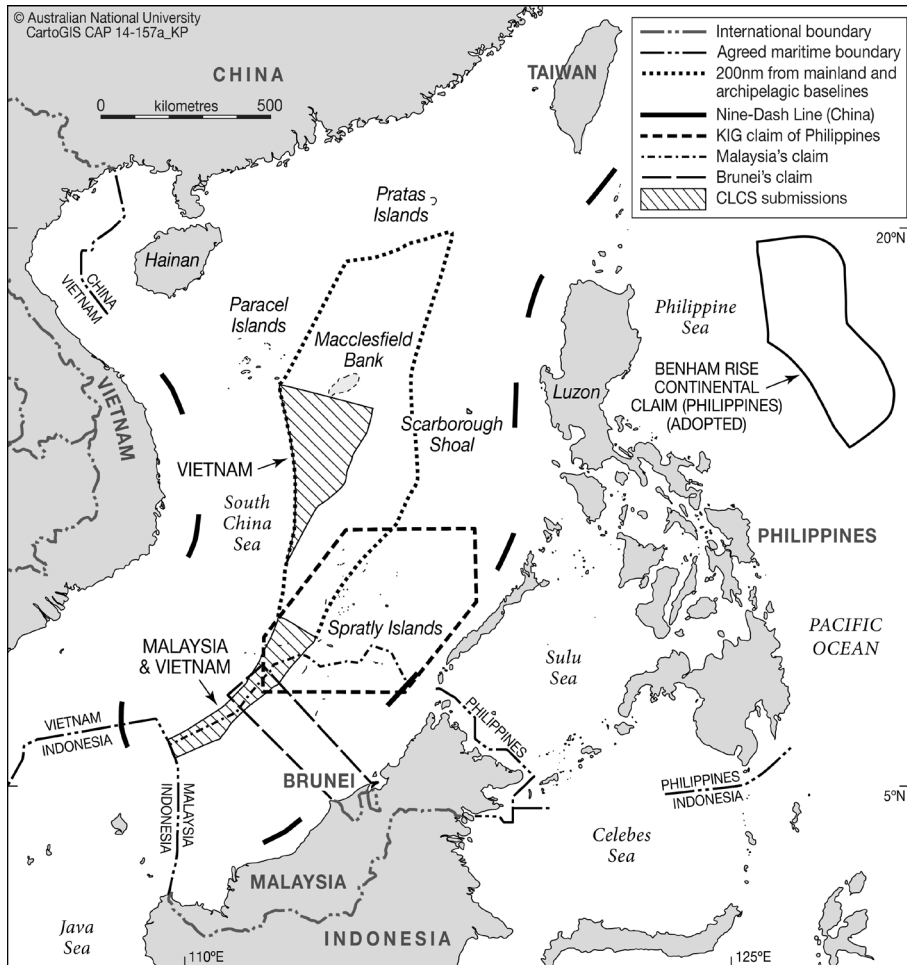 © Australian National University
CartoGIS CAP 14-157a_KP
International boundary
Agreed maritime boundary
200nm from mainland and
archipelagic baselines
Nine-Dash Line (China)
KIG claim of Philippines
Malaysia's claim
Brunei's claim
CLCS submissions
CHINA
TAIWAN
0 kilometres 500
Pratas
Islands
20ºN
Hainan
CHINA
VIETNAM
Paracel
Islands
Philippine
Sea
Macclesfield
Bank
BENHAM RISE
CONTINENTAL
CLAIM (PHILIPPINES)
(ADOPTED)
Luzon
VIETNAM
Scarborough
Shoal
VIETNAM
South
China
Sea
PHILIPPINES
Spratly Islands
PACIFIC
OCEAN
MALAYSIA
& VIETNAM
Sulu
Sea
VIETNAM
INDONESIA
PHILIPPINES
BRUNEI
PHILIPPINES
INDONESIA
5ºN
MALAYSIA
INDONESIA
Celebes
Sea
MALAYSIA
Java
Sea
INDONESIA
110ºE
125ºE